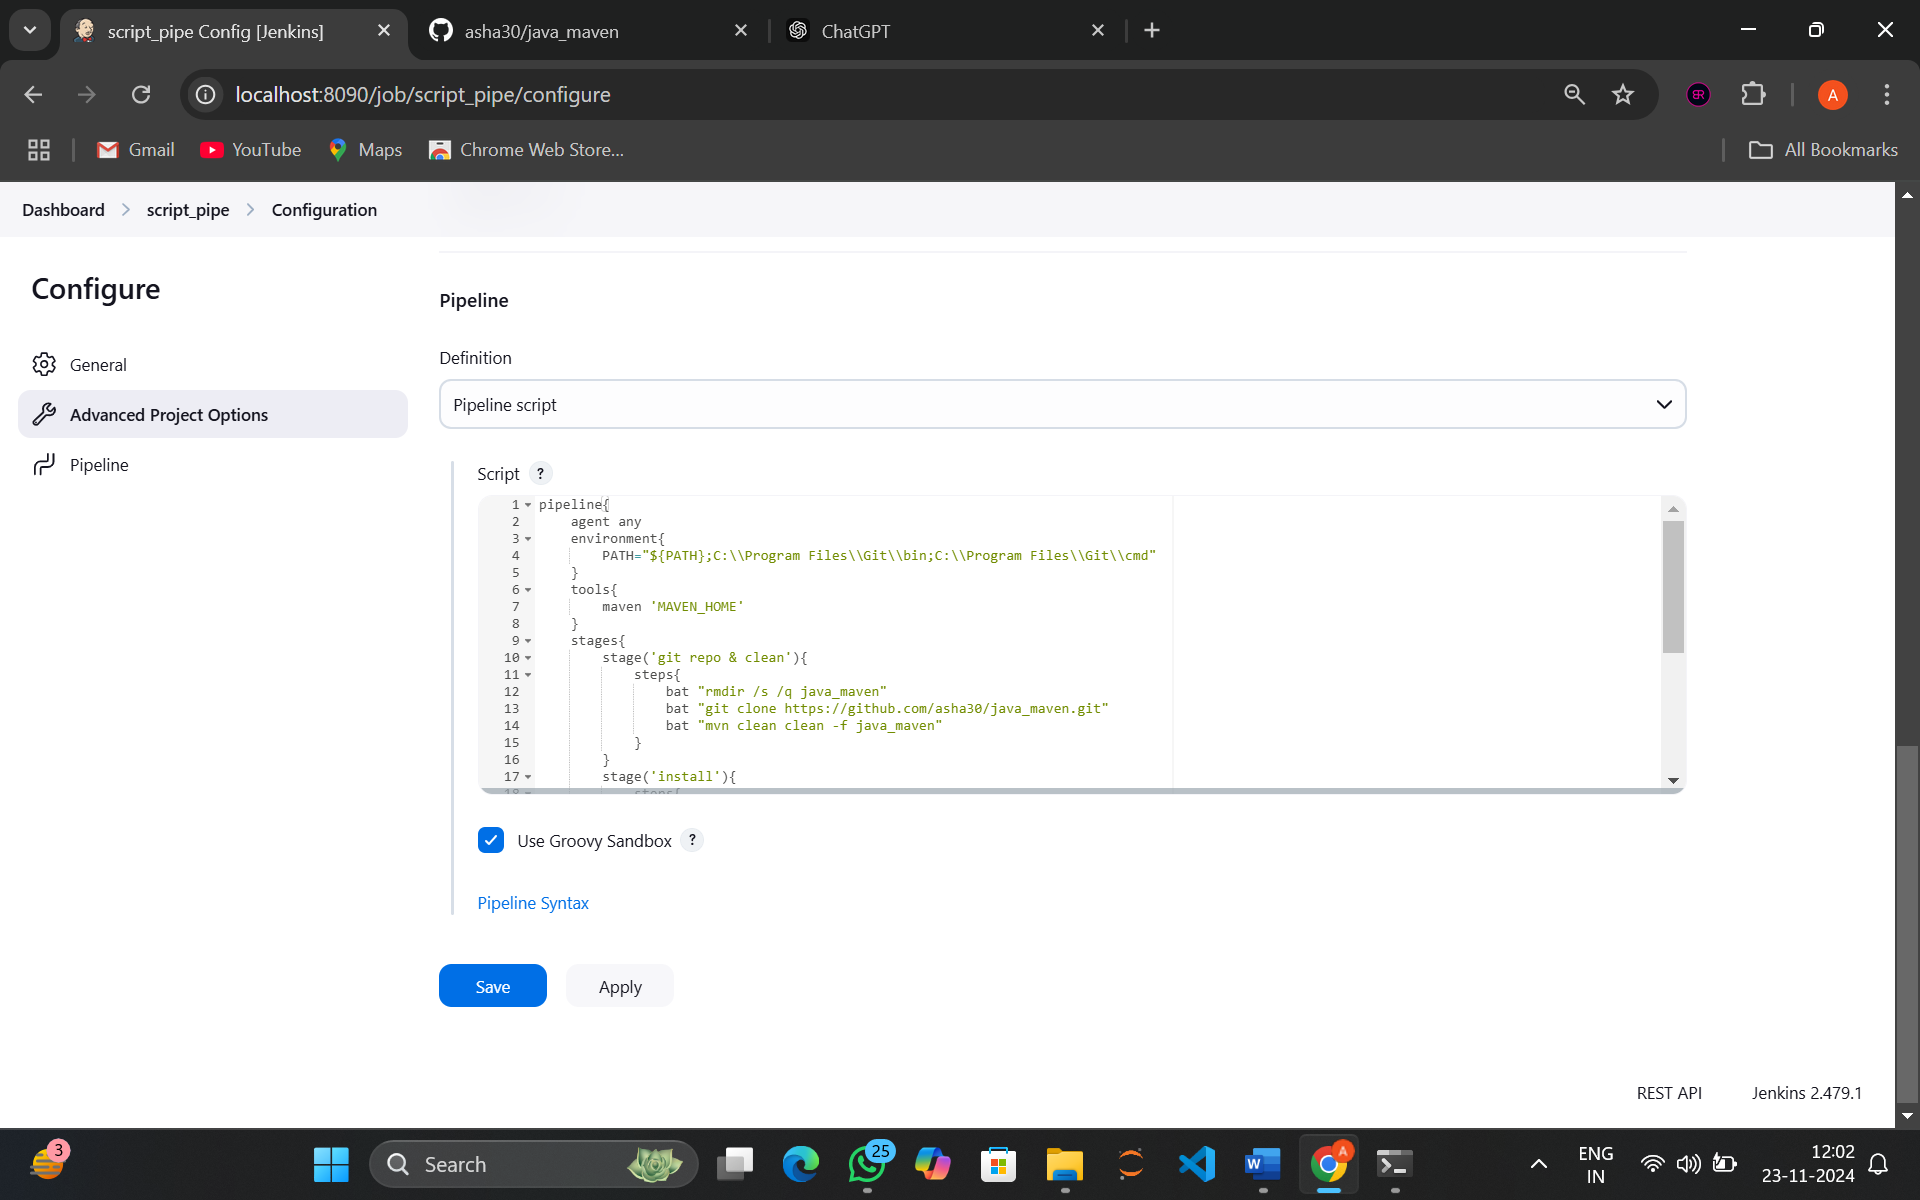 script_pipe Config [Jenkins]
asha30/java_maven
ChatGPT
localhost:8090/job/script_pipe/configure
A
Gmail
YouTube
Maps
Chrome Web Store...
All Bookmarks
Dashboard
script_pipe
Configuration
Configure
General
Advanced Project Options
Pipeline
Pipeline
Definition
Pipeline script
Script ?
1 pipeline{
2 agent any
3 environment{
4 PATH="${PATH};C:\\Program Files\\Git\\bin;C:\\Program Files\\Git\\cmd"
5 }
6 tools{
7 maven 'MAVEN_HOME'
8 }
9 stages{
10 stage('git repo & clean'){
11 steps{
12 bat "rmdir /s /q java_maven"
13 bat "git clone https://github.com/asha30/java_maven.git"
14 bat "mvn clean clean -f java_maven"
15 }
16 }
17 stage('install'){
18 steps{
Use Groovy Sandbox ?
Pipeline Syntax
Save
Apply
REST API
Jenkins 2.479.1
3
Search
25
A
ENG
IN
12:02
23-11-2024